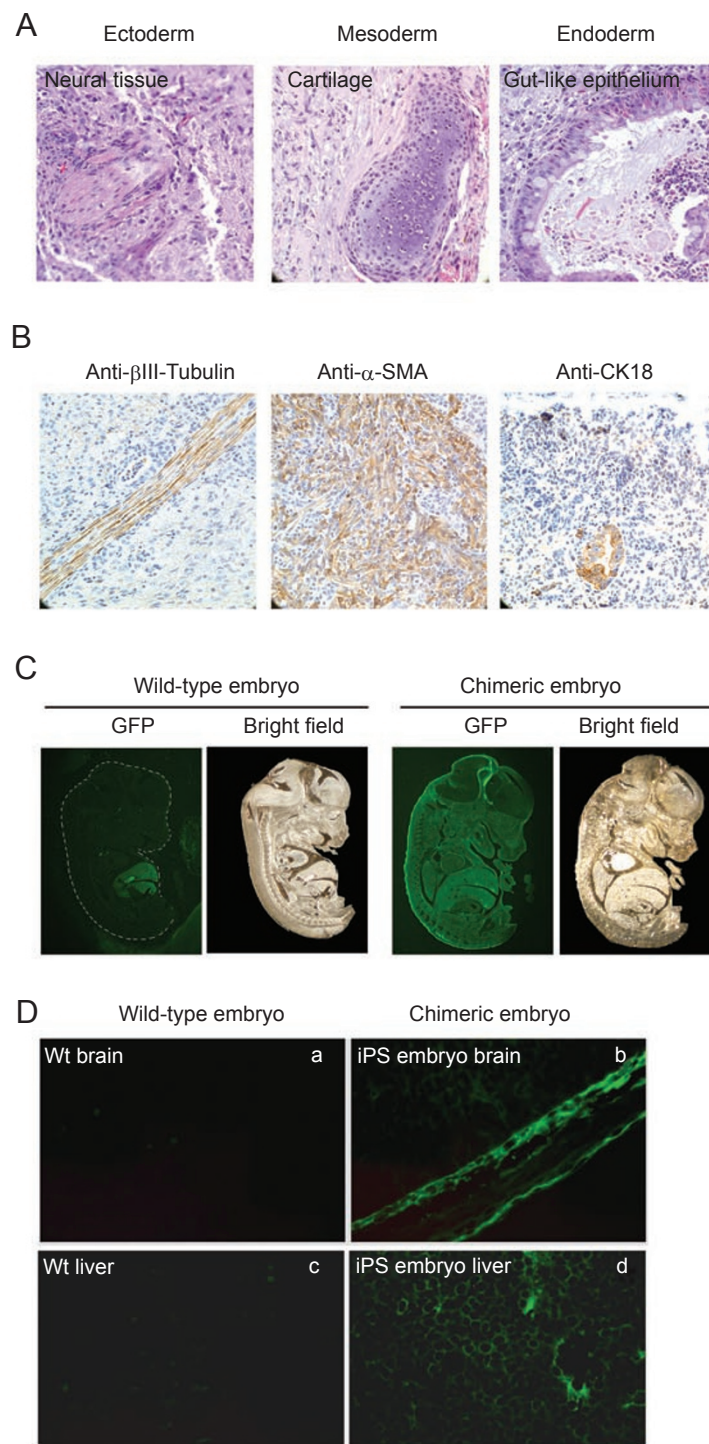 A
Ectoderm Mesoderm Endoderm
Neural tissue Cartilage Gut-like epithelium
B
Anti-βIII-Tubulin Anti-α-SMA Anti-CK18
C
Wild-type embryo Chimeric embryo
GFP Bright field GFP Bright field
D
Wild-type embryo Chimeric embryo
Wt brain a iPS embryo brain b
Wt liver c iPS embryo liver d